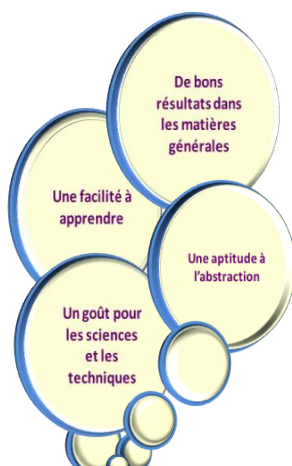 De bons
résultats dans
les matières
générales
Une facilité à
apprendre
Une aptitude à
l'abstraction
Un goût pour
les sciences
et les
techniques